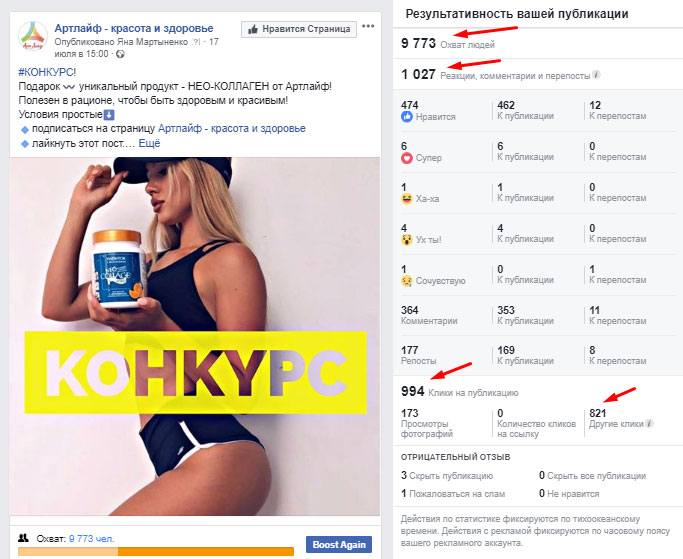 Артлайф - красота и здоровье
Опубликовано Яна Мартыненко [?] · 17
июля в 15:00 ·
Нравится Страница
#КОНКУРС!
Подарок 〰 уникальный продукт - НЕО-КОЛЛАГЕН от Артлайф!
Полезен в рационе, чтобы быть здоровым и красивым!
Условия простые⬇
🔹 подписаться на страницу Артлайф - красота и здоровье
🔹 лайкнуть этот пост.... Ещё
КОНКУРС
Охват: 9 773 чел.
Boost Again
Результативность вашей публикации
9 773 Охват людей
1 027 Реакции, комментарии и перепосты
474 462 12
Нравится К публикации К перепостам
6 6 0
Супер К публикации К перепостам
1 1 0
Ха-ха К публикации К перепостам
4 4 0
Ух ты! К публикации К перепостам
1 0 1
Сочувствую К публикации К перепостам
364 353 11
Комментарии К публикации К перепостам
177 169 8
Репосты К публикации К перепостам
994 Клики на публикацию
173 0 821
Просмотры Количество кликов Другие клики
фотографий на ссылку
ОТРИЦАТЕЛЬНЫЙ ОТЗЫВ
3 Скрыть публикацию 0 Скрыть все публикации
1 Пожаловаться на спам 0 Не нравится
Действия по статистике фиксируются по тихоокеанскому
времени. Действия с рекламой фиксируются по часовому поясу
вашего рекламного аккаунта.